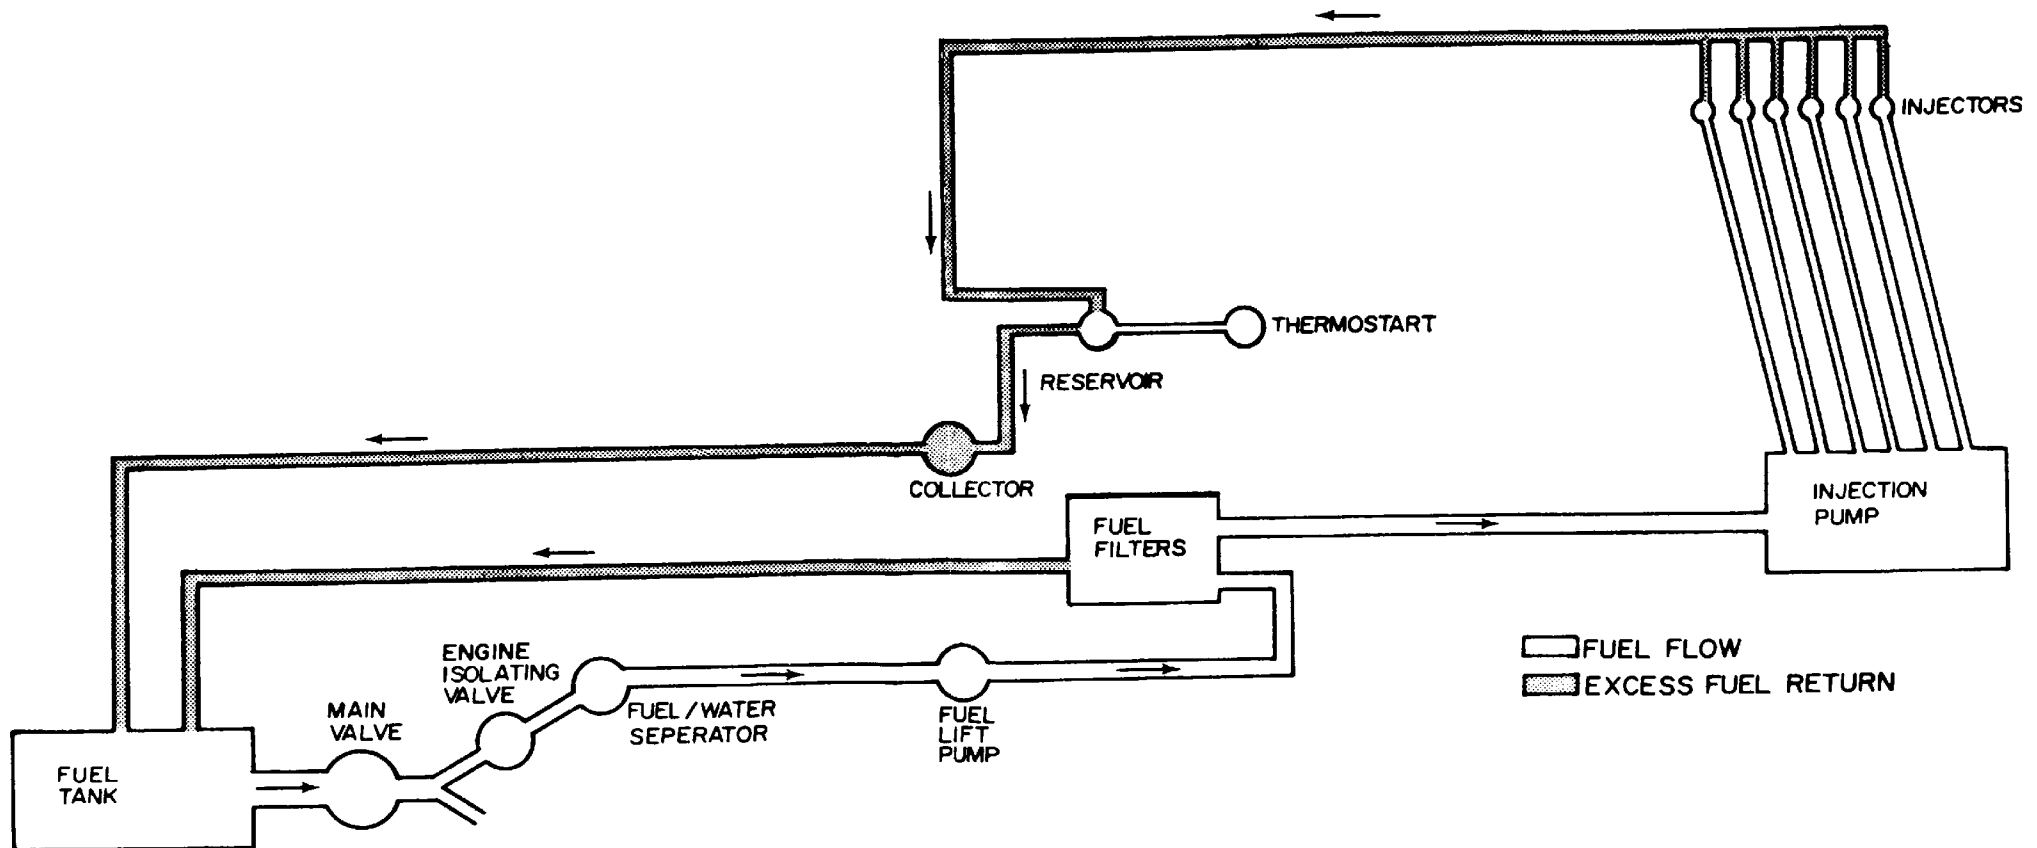 INJECTORS
THERMOSTART
RESERVOIR
COLLECTOR
INJECTION
PUMP
FUEL
FILTERS
FUEL FLOW
EXCESS FUEL RETURN
ENGINE
ISOLATING
VALVE
MAIN
VALVE
FUEL/WATER
SEPERATOR
FUEL
LIFT
PUMP
FUEL
TANK